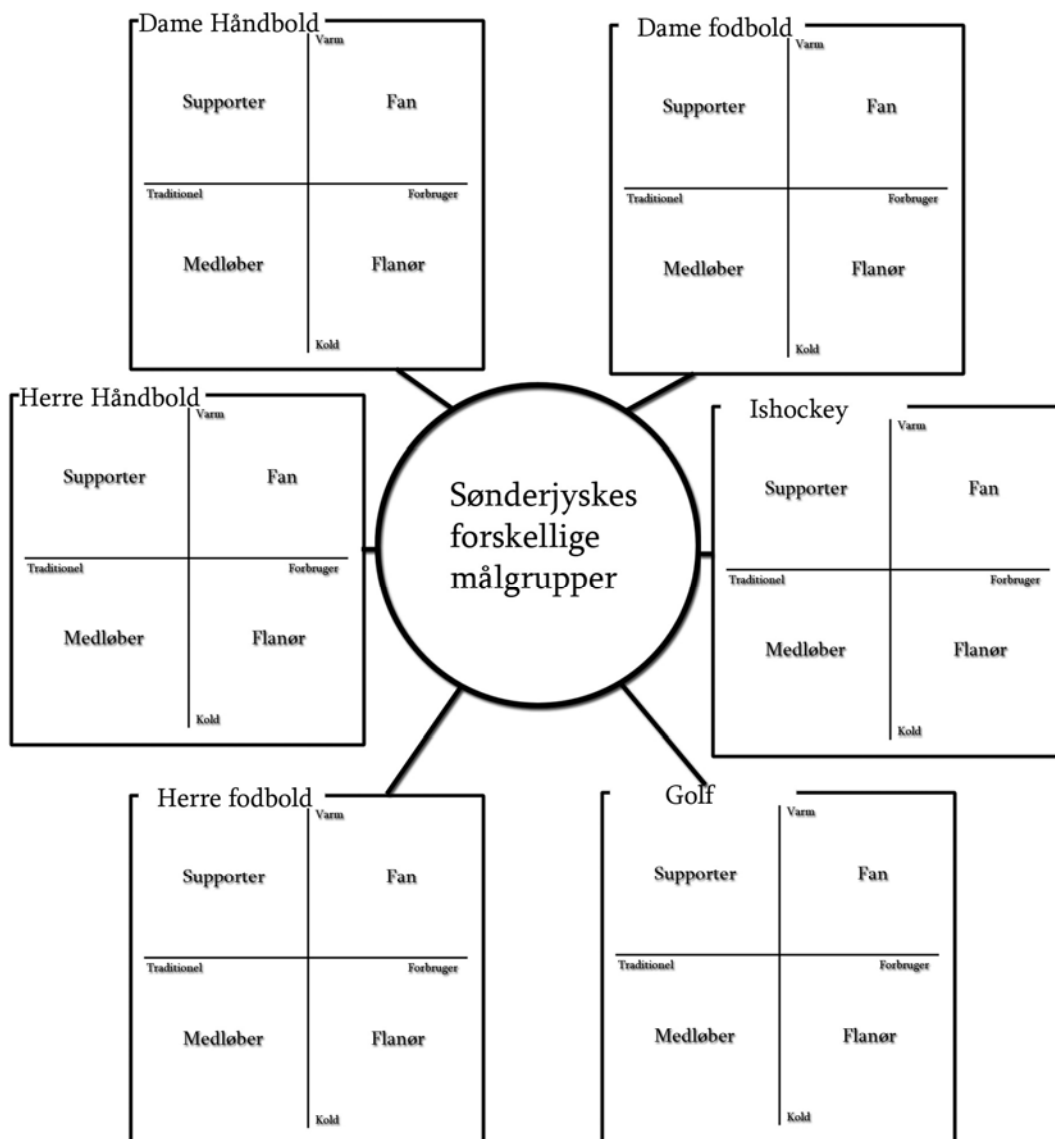 Dame Håndbold
Varm
Supporter Fan
Traditionel Forbruger
Medløber Flanør
Kold
Dame fodbold
Varm
Supporter Fan
Traditionel Forbruger
Medløber Flanør
Kold
Herre Håndbold
Varm
Supporter Fan
Traditionel Forbruger
Medløber Flanør
Kold
Sønderjyskes
forskellige
målgrupper
Ishockey
Varm
Supporter Fan
Traditionel Forbruger
Medløber Flanør
Kold
Herre fodbold
Varm
Supporter Fan
Traditionel Forbruger
Medløber Flanør
Kold
Golf
Varm
Supporter Fan
Traditionel Forbruger
Medløber Flanør
Kold